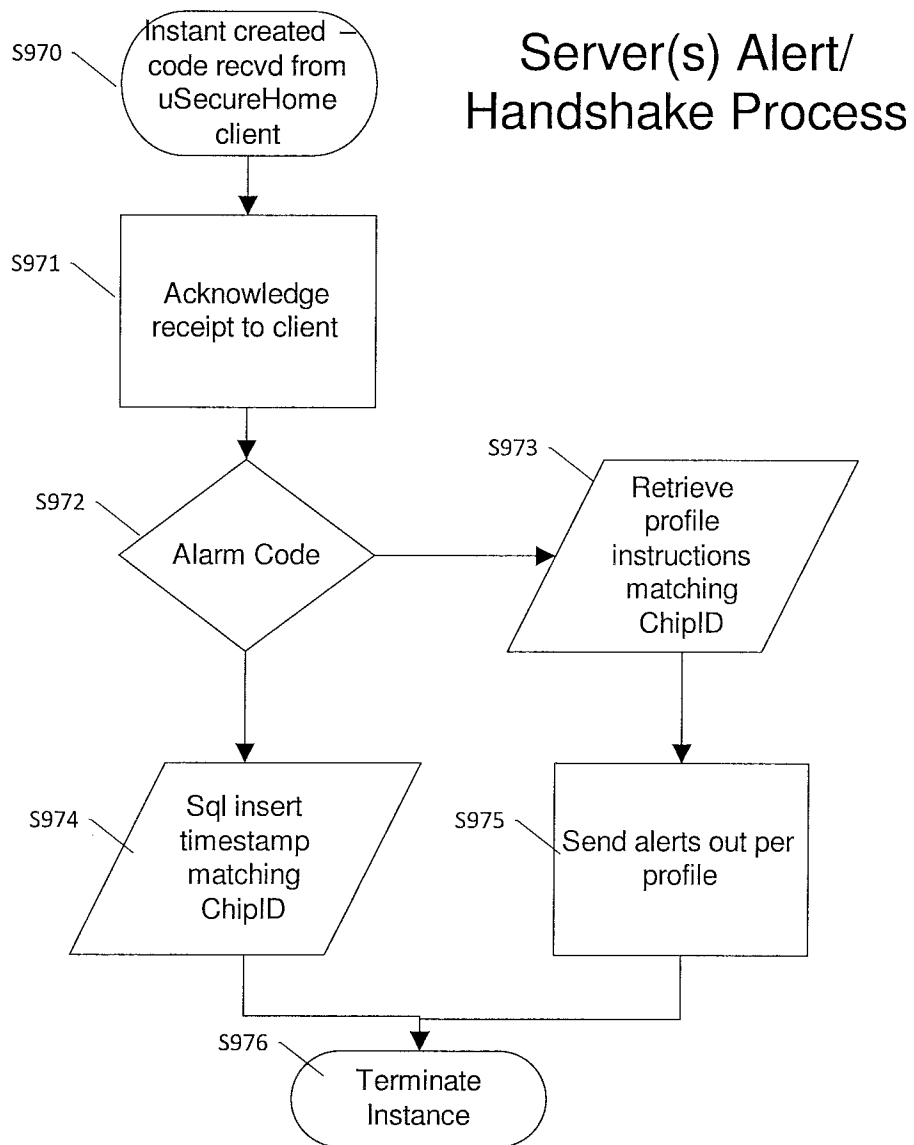 Server(s) Alert/
Handshake Process
S970
Instant created –
code recvd from
uSecureHome
client
S971
Acknowledge
receipt to client
S972
Alarm Code
S973
Retrieve
profile
instructions
matching
ChipID
S974
Sql insert
timestamp
matching
ChipID
S975
Send alerts out per
profile
S976
Terminate
Instance